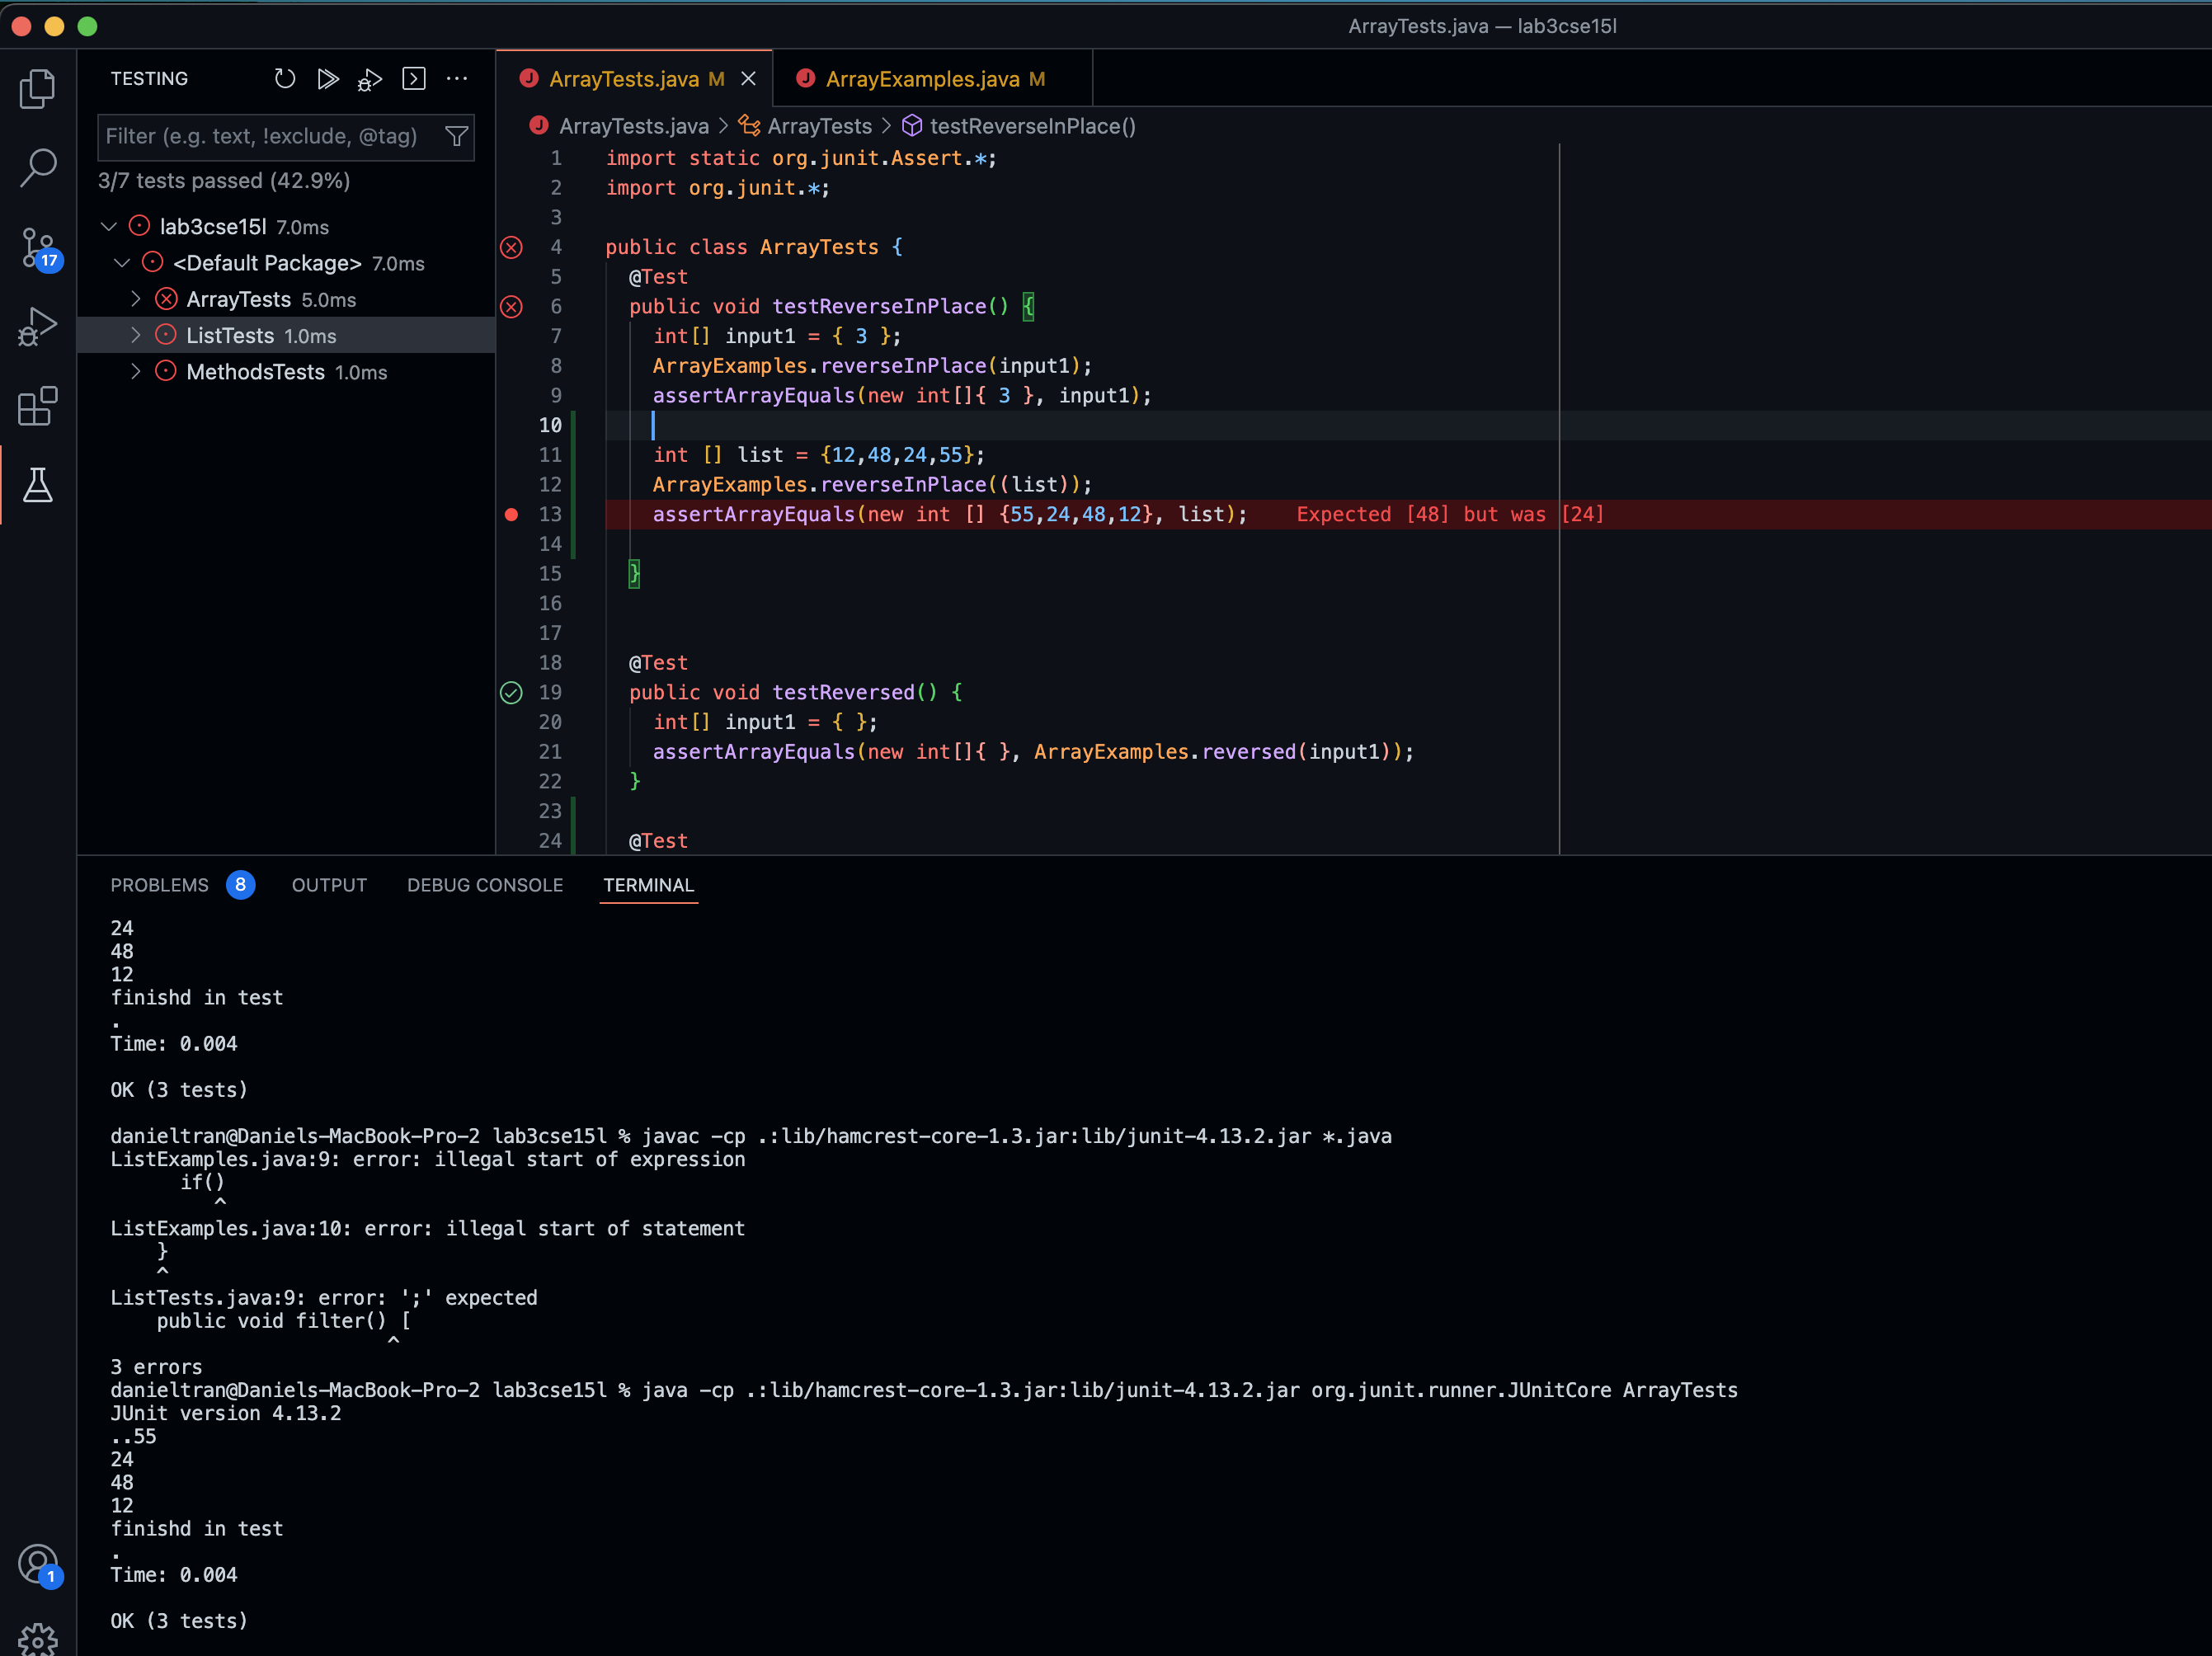 ArrayTests.java — lab3cse15l
TESTING
Filter (e.g. text, !exclude, @tag)
3/7 tests passed (42.9%)
lab3cse15l 7.0ms
<Default Package> 7.0ms
ArrayTests 5.0ms
ListTests 1.0ms
MethodsTests 1.0ms
17
1
ArrayTests.java M
ArrayExamples.java M
ArrayTests.java > ArrayTests > testReverseInPlace()
1 import static org.junit.Assert.*;
2 import org.junit.*;
3
4 public class ArrayTests {
5 @Test
6 public void testReverseInPlace() {
7 int[] input1 = { 3 };
8 ArrayExamples.reverseInPlace(input1);
9 assertArrayEquals(new int[]{ 3 }, input1);
10
11 int [] list = {12,48,24,55};
12 ArrayExamples.reverseInPlace((list));
13 assertArrayEquals(new int [] {55,24,48,12}, list); Expected [48] but was [24]
14
15 }
16
17
18 @Test
19 public void testReversed() {
20 int[] input1 = { };
21 assertArrayEquals(new int[]{ }, ArrayExamples.reversed(input1));
22 }
23
24 @Test
PROBLEMS 8 OUTPUT DEBUG CONSOLE TERMINAL
24
48
12
finishd in test
.
Time: 0.004
OK (3 tests)
danieltran@Daniels-MacBook-Pro-2 lab3cse15l % javac -cp .:lib/hamcrest-core-1.3.jar:lib/junit-4.13.2.jar *.java
ListExamples.java:9: error: illegal start of expression
if()
^
ListExamples.java:10: error: illegal start of statement
}
^
ListTests.java:9: error: ';' expected
public void filter() [
^
3 errors
danieltran@Daniels-MacBook-Pro-2 lab3cse15l % java -cp .:lib/hamcrest-core-1.3.jar:lib/junit-4.13.2.jar org.junit.runner.JUnitCore ArrayTests
JUnit version 4.13.2
..55
24
48
12
finishd in test
.
Time: 0.004
OK (3 tests)